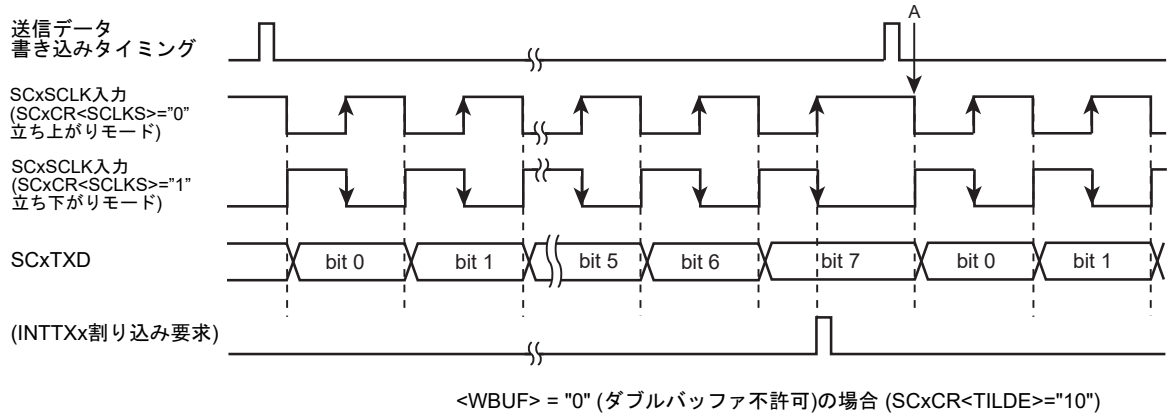 送信データ
書き込みタイミング
A
SCxSCLK入力
(SCxCR<SCLKS>="0"
立ち上がりモード)
SCxSCLK入力
(SCxCR<SCLKS>="1"
立ち下がりモード)
SCxTXD
bit 0
bit 1
bit 5
bit 6
bit 7
bit 0
bit 1
(INTTXx割り込み要求)
<WBUF> = "0" (ダブルバッファ不許可)の場合 (SCxCR<TILDE>="10")